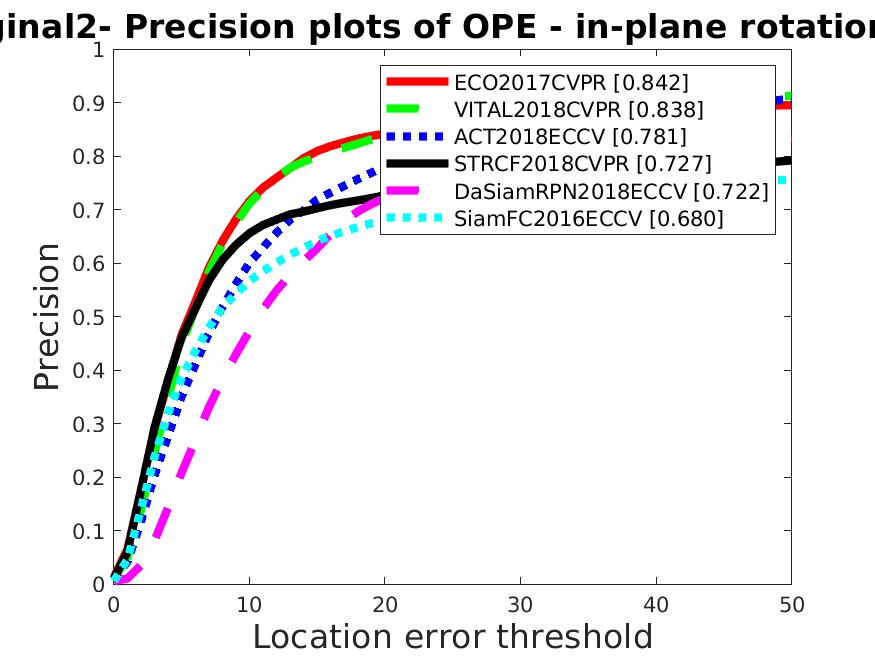 ginal2- Precision plots of OPE - in-plane rotation
1
0.9
0.8
0.7
0.6
0.5
0.4
0.3
0.2
0.1
0
Precision
ECO2017CVPR [0.842]
VITAL2018CVPR [0.838]
ACT2018ECCV [0.781]
STRCF2018CVPR [0.727]
DaSiamRPN2018ECCV [0.722]
SiamFC2016ECCV [0.680]
0 10 20 30 40 50
Location error threshold